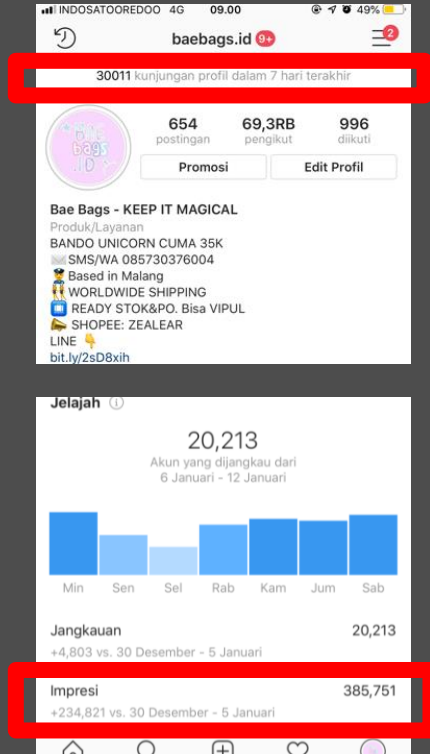 INDOSATOOREDOO 4G 09.00 49%
baebags.id 9+ 2
30011 kunjungan profil dalam 7 hari terakhir
BAE
bags
.ID
654 69,3RB 996
postingan pengikut diikuti
Promosi Edit Profil
Bae Bags - KEEP IT MAGICAL
Produk/Layanan
BANDO UNICORN CUMA 35K
SMS/WA 085730376004
Based in Malang
WORLDWIDE SHIPPING
READY STOK&PO. Bisa VIPUL
SHOPEE: ZEALEAR
LINE
bit.ly/2sD8xih
Jelajah
20,213
Akun yang dijangkau dari
6 Januari - 12 Januari
Min Sen Sel Rab Kam Jum Sab
Jangkauan 20,213
+4,803 vs. 30 Desember - 5 Januari
Impresi 385,751
+234,821 vs. 30 Desember - 5 Januari